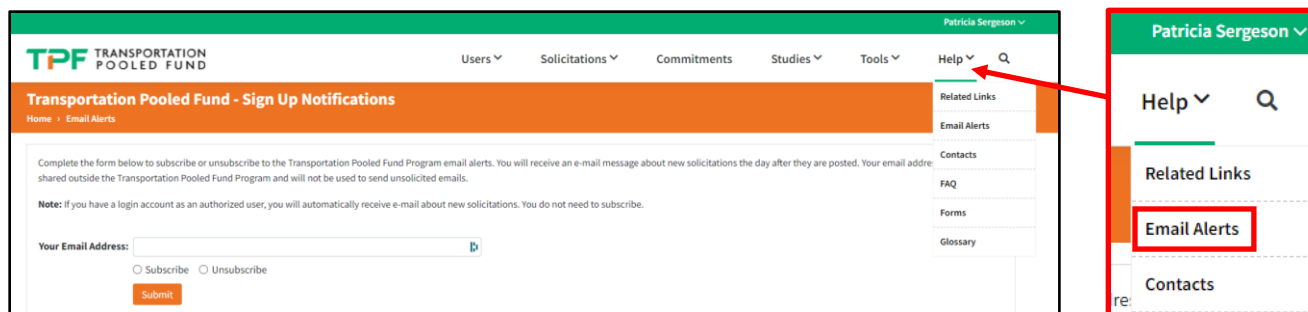 Patricia Sergeson
TPF TRANSPORTATION POOLED FUND
Users Solicitations Commitments Studies Tools Help
Transportation Pooled Fund - Sign Up Notifications
Home > Email Alerts
Related Links
Email Alerts
Contacts
FAQ
Forms
Glossary
Complete the form below to subscribe or unsubscribe to the Transportation Pooled Fund Program email alerts. You will receive an e-mail message about new solicitations the day after they are posted. Your email addre
shared outside the Transportation Pooled Fund Program and will not be used to send unsolicited emails.
Note: If you have a login account as an authorized user, you will automatically receive e-mail about new solicitations. You do not need to subscribe.
Your Email Address:
Subscribe Unsubscribe
Submit
Patricia Sergeson
Help
Related Links
Email Alerts
Contacts